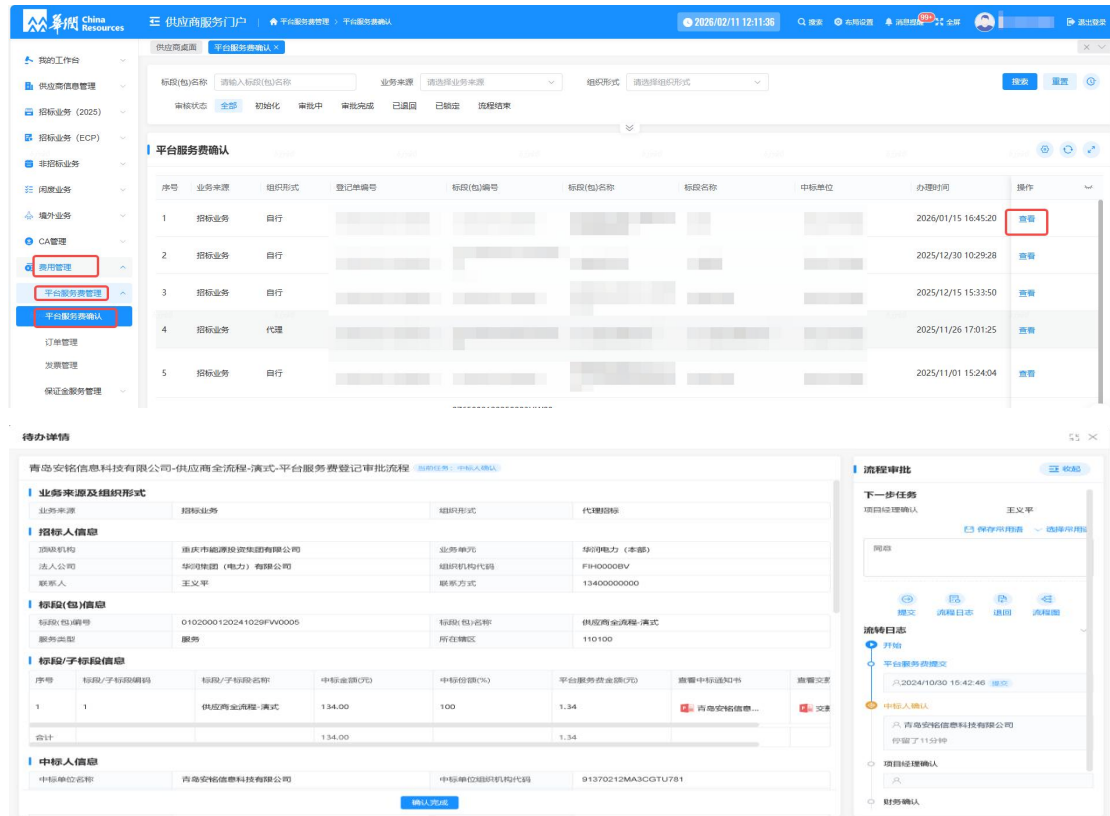 華潤 China Resources 供应商服务门户 平台服务费管理 > 平台服务费确认 2026/02/11 12:11:36 搜索 布局设置 消息提醒 99+ 全屏 退出登录
供应商桌面 平台服务费确认 ×
我的工作台
供应商信息管理
招标业务 (2025)
招标业务 (ECP)
非招标业务
闲废业务
境外业务
CA管理
费用管理
平台服务费管理
平台服务费确认
订单管理
发票管理
保证金服务管理
标段(包)名称 请输入标段(包)名称 业务来源 请选择业务来源 组织形式 请选择组织形式 搜索 重置
审核状态 全部 初始化 审批中 审批完成 已退回 已锁定 流程结束
平台服务费确认
序号 业务来源 组织形式 登记单编号 标段(包)编号 标段(包)名称 标段名称 中标单位 办理时间 操作
1 招标业务 自行 2026/01/15 16:45:20 查看
2 招标业务 自行 2025/12/30 10:29:28 查看
3 招标业务 自行 2025/12/15 15:33:50 查看
4 招标业务 代理 2025/11/26 17:01:25 查看
5 招标业务 自行 2025/11/01 15:24:04 查看
待办详情
青岛安铭信息科技有限公司-供应商全流程-演式-平台服务费登记审批流程 当前任务: 中标人确认
业务来源及组织形式
业务来源 招标业务 组织形式 代理招标
招标人信息
顶级机构 重庆市能源投资集团有限公司 业务单元 华润电力（本部）
法人公司 华润集团（电力）有限公司 组织机构代码 FIH0000BV
联系人 王义平 联系方式 13400000000
标段(包)信息
标段(包)编号 0102000120241029FW0005 标段(包)名称 供应商全流程-演式
服务类型 服务 所在辖区 110100
标段/子标段信息
序号 标段/子标段编码 标段/子标段名称 中标金额(元) 中标份额(%) 平台服务费金额(元) 查看中标通知书 查看交
1 1 供应商全流程-演式 134.00 100 1.34 青岛安铭信息... 交
合计 134.00 1.34
中标人信息
中标单位名称 青岛安铭信息科技有限公司 中标单位组织机构代码 91370212MA3CGTU781
确认完成
流程审批 收起
下一步任务
项目经理确认 王义平
保存常用语 选择常用语
同意
提交 流程日志 退回 流程图
流转日志
开始
平台服务费提交
2024/10/30 15:42:46 提交
中标人确认
青岛安铭信息科技有限公司
停留了11分钟
项目经理确认
财务确认